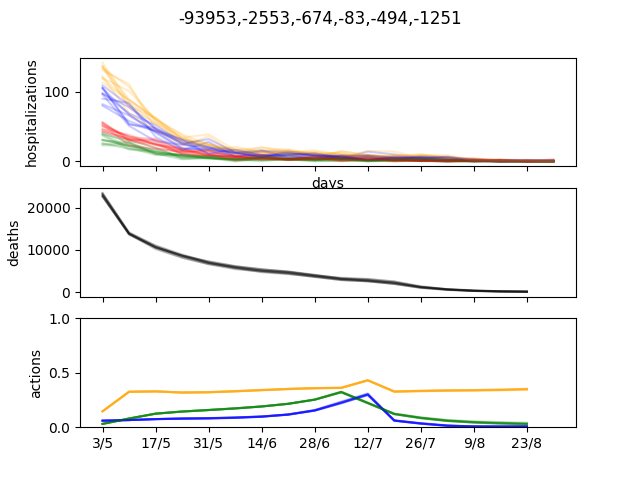 -93953,-2553,-674,-83,-494,-1251
hospitalizations
100
0
days
deaths
20000
10000
0
actions
1.0
0.5
0.0
3/5 17/5 31/5 14/6 28/6 12/7 26/7 9/8 23/8